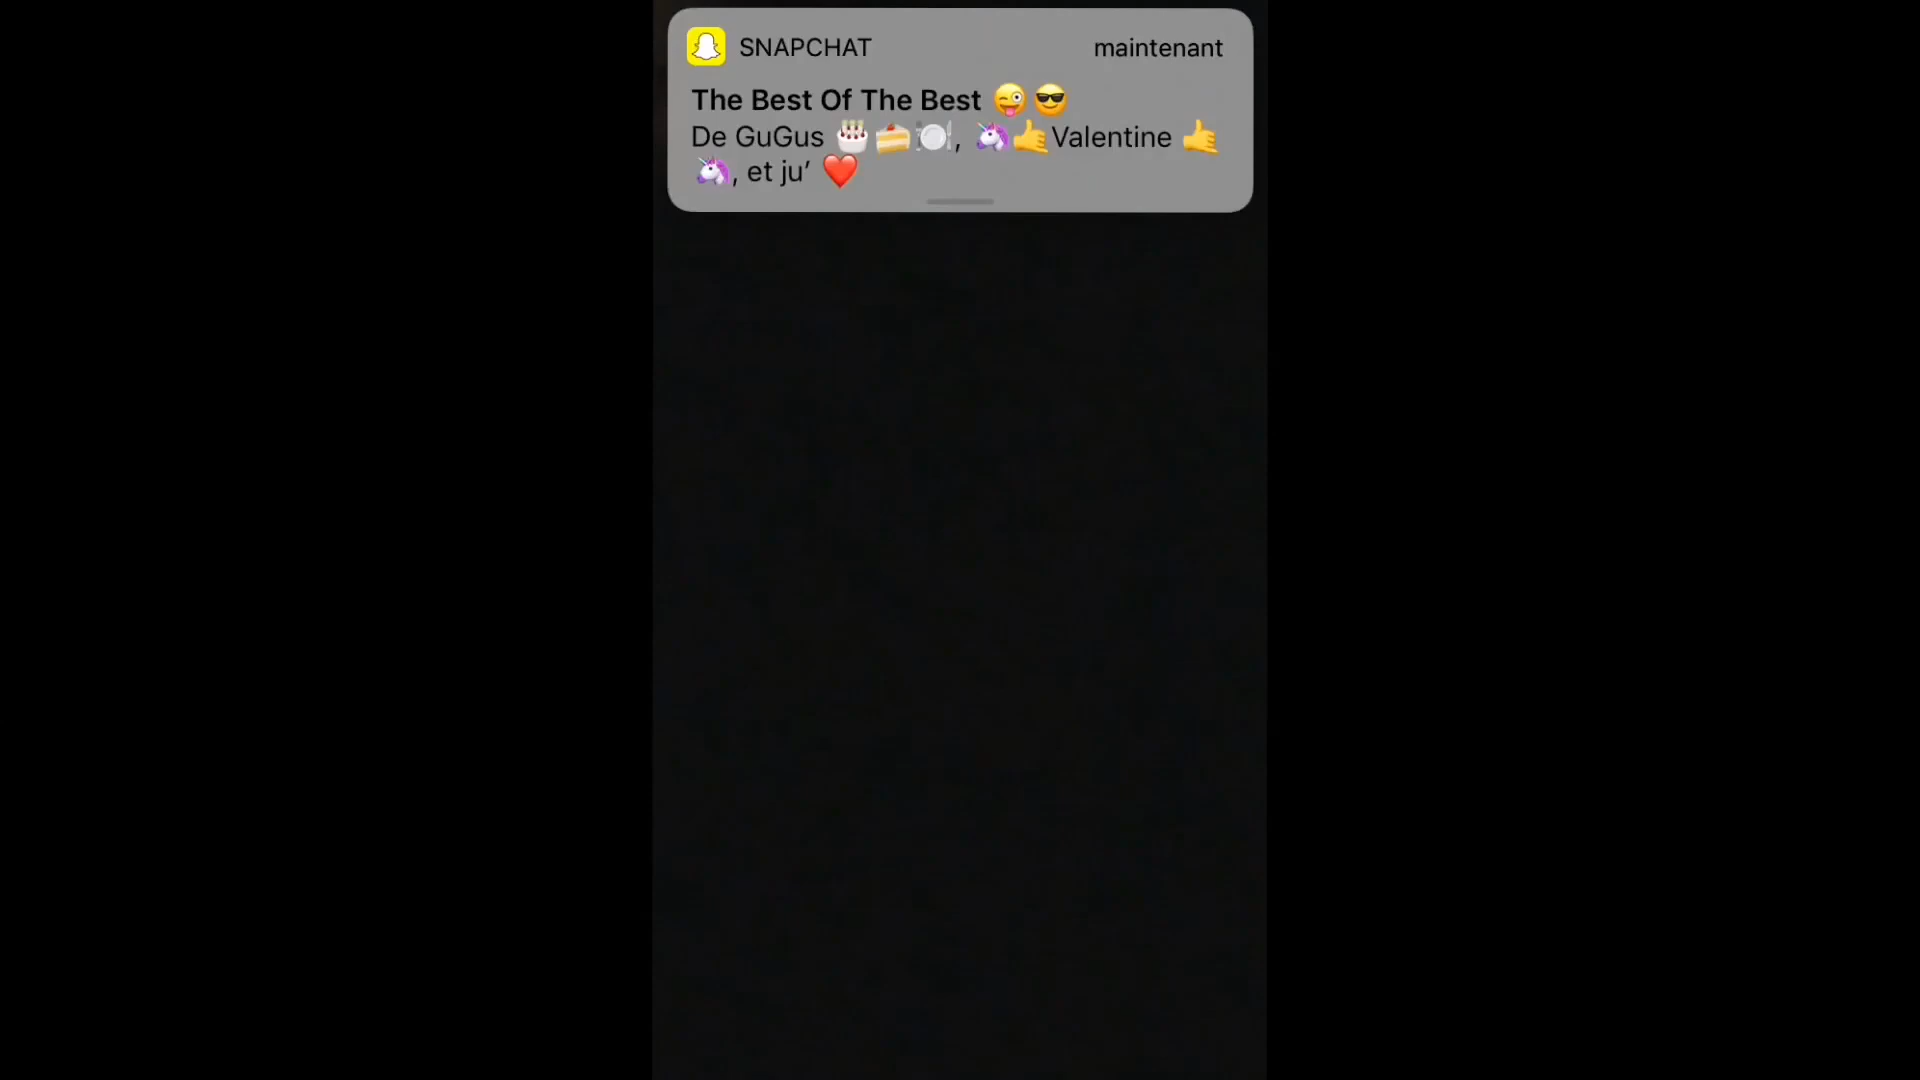 SNAPCHAT maintenant
The Best Of The Best 😜😎
De GuGus 🎂🍰🍽️, 🦄🤙Valentine 🤙
🦄, et ju’ ❤️